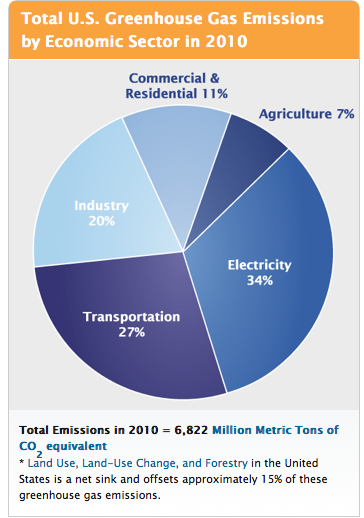 Total U.S. Greenhouse Gas Emissions
by Economic Sector in 2010
Commercial &
Residential 11%
Agriculture 7%
Industry
20%
Electricity
34%
Transportation
27%
Total Emissions in 2010 = 6,822 Million Metric Tons of
CO2 equivalent
* Land Use, Land-Use Change, and Forestry in the United
States is a net sink and offsets approximately 15% of these
greenhouse gas emissions.